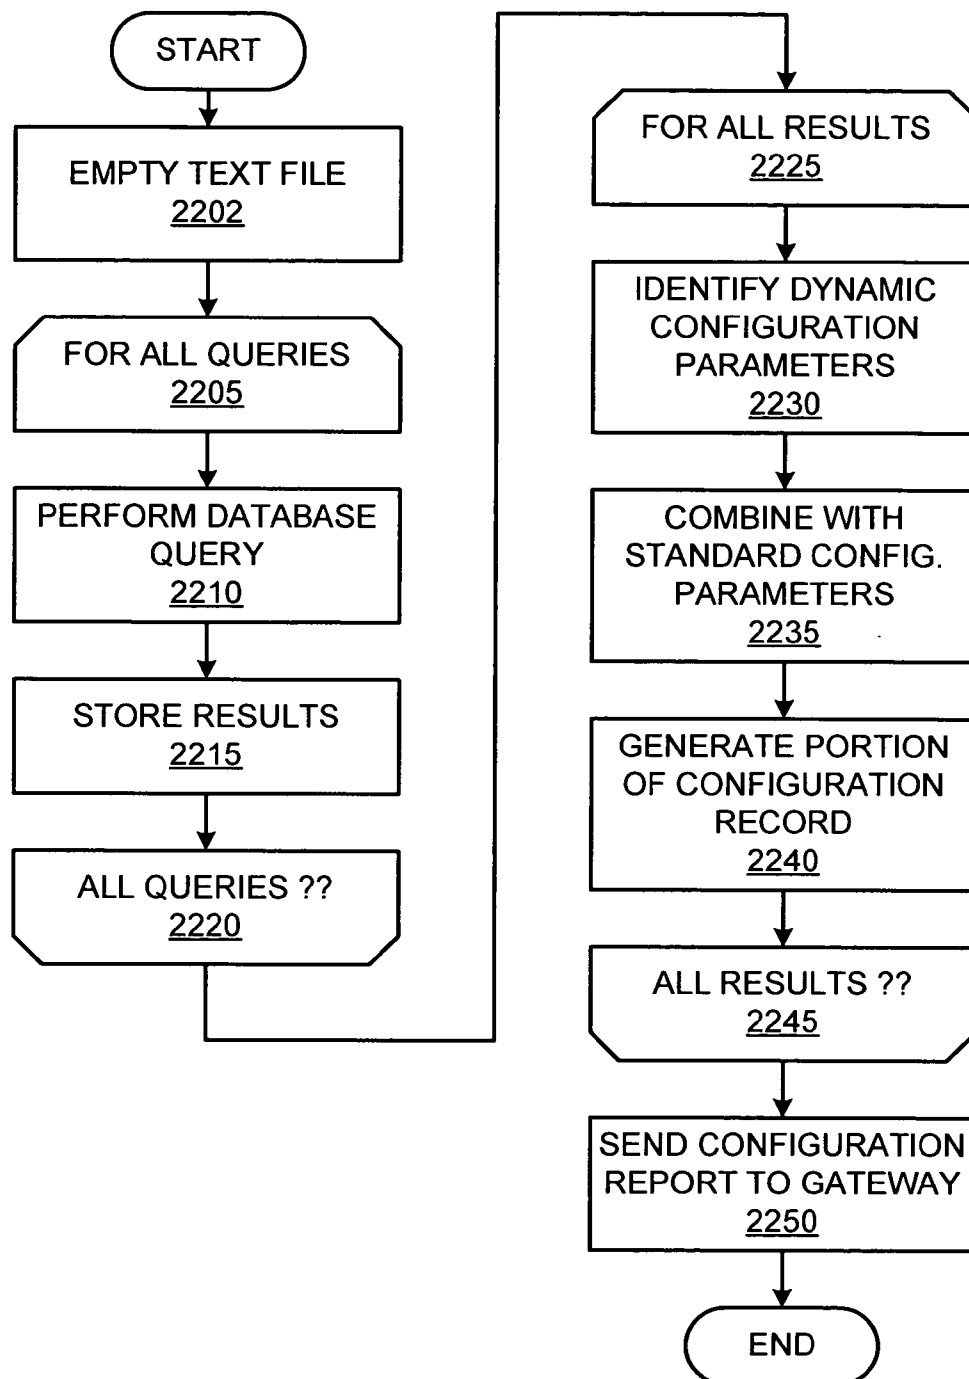 START
EMPTY TEXT FILE
2202
FOR ALL QUERIES
2205
PERFORM DATABASE
QUERY
2210
STORE RESULTS
2215
ALL QUERIES ??
2220
FOR ALL RESULTS
2225
IDENTIFY DYNAMIC
CONFIGURATION
PARAMETERS
2230
COMBINE WITH
STANDARD CONFIG.
PARAMETERS
2235
GENERATE PORTION
OF CONFIGURATION
RECORD
2240
ALL RESULTS ??
2245
SEND CONFIGURATION
REPORT TO GATEWAY
2250
END